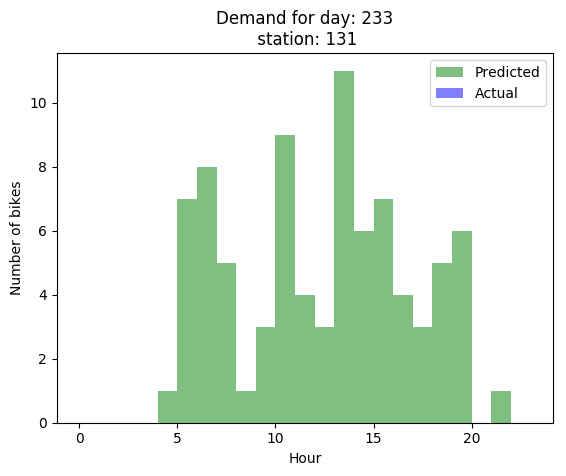 Demand for day: 233
station: 131
Predicted
Actual
10
8
6
4
2
0
Number of bikes
0 5 10 15 20
Hour